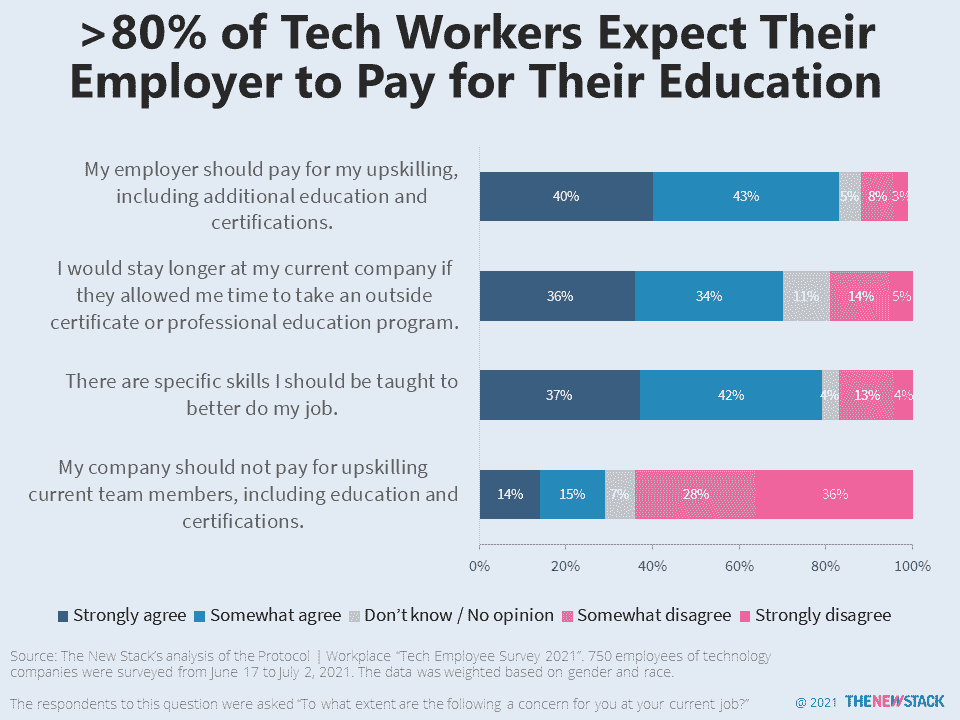 >80% of Tech Workers Expect Their
Employer to Pay for Their Education
My employer should pay for my upskilling,
including additional education and
certifications.
40% 43% 5% 8% 3%
I would stay longer at my current company if
they allowed me time to take an outside
certificate or professional education program.
36% 34% 11% 14% 5%
There are specific skills I should be taught to
better do my job.
37% 42% 4% 13% 4%
My company should not pay for upskilling
current team members, including education and
certifications.
14% 15% 7% 28% 36%
0% 20% 40% 60% 80% 100%
Strongly agree Somewhat agree Don't know / No opinion Somewhat disagree Strongly disagree
Source: The New Stack's analysis of the Protocol | Workplace "Tech Employee Survey 2021". 750 employees of technology
companies were surveyed from June 17 to July 2, 2021. The data was weighted based on gender and race.
The respondents to this question were asked "To what extent are the following a concern for you at your current job?"
@ 2021 THENEWSTACK